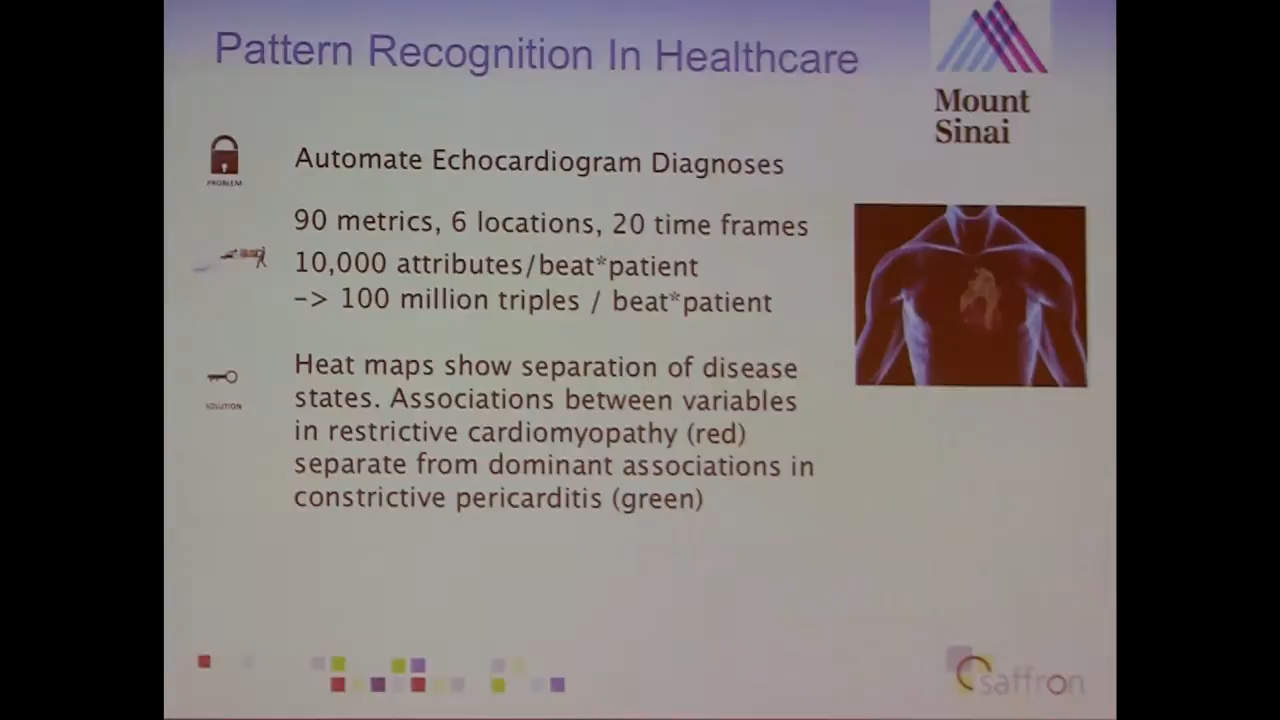 Pattern Recognition In Healthcare
Mount
Sinai
PROBLEM
Automate Echocardiogram Diagnoses
90 metrics, 6 locations, 20 time frames
10,000 attributes/beat*patient
-> 100 million triples / beat*patient
SOLUTION
Heat maps show separation of disease
states. Associations between variables
in restrictive cardiomyopathy (red)
separate from dominant associations in
constrictive pericarditis (green)
saffron